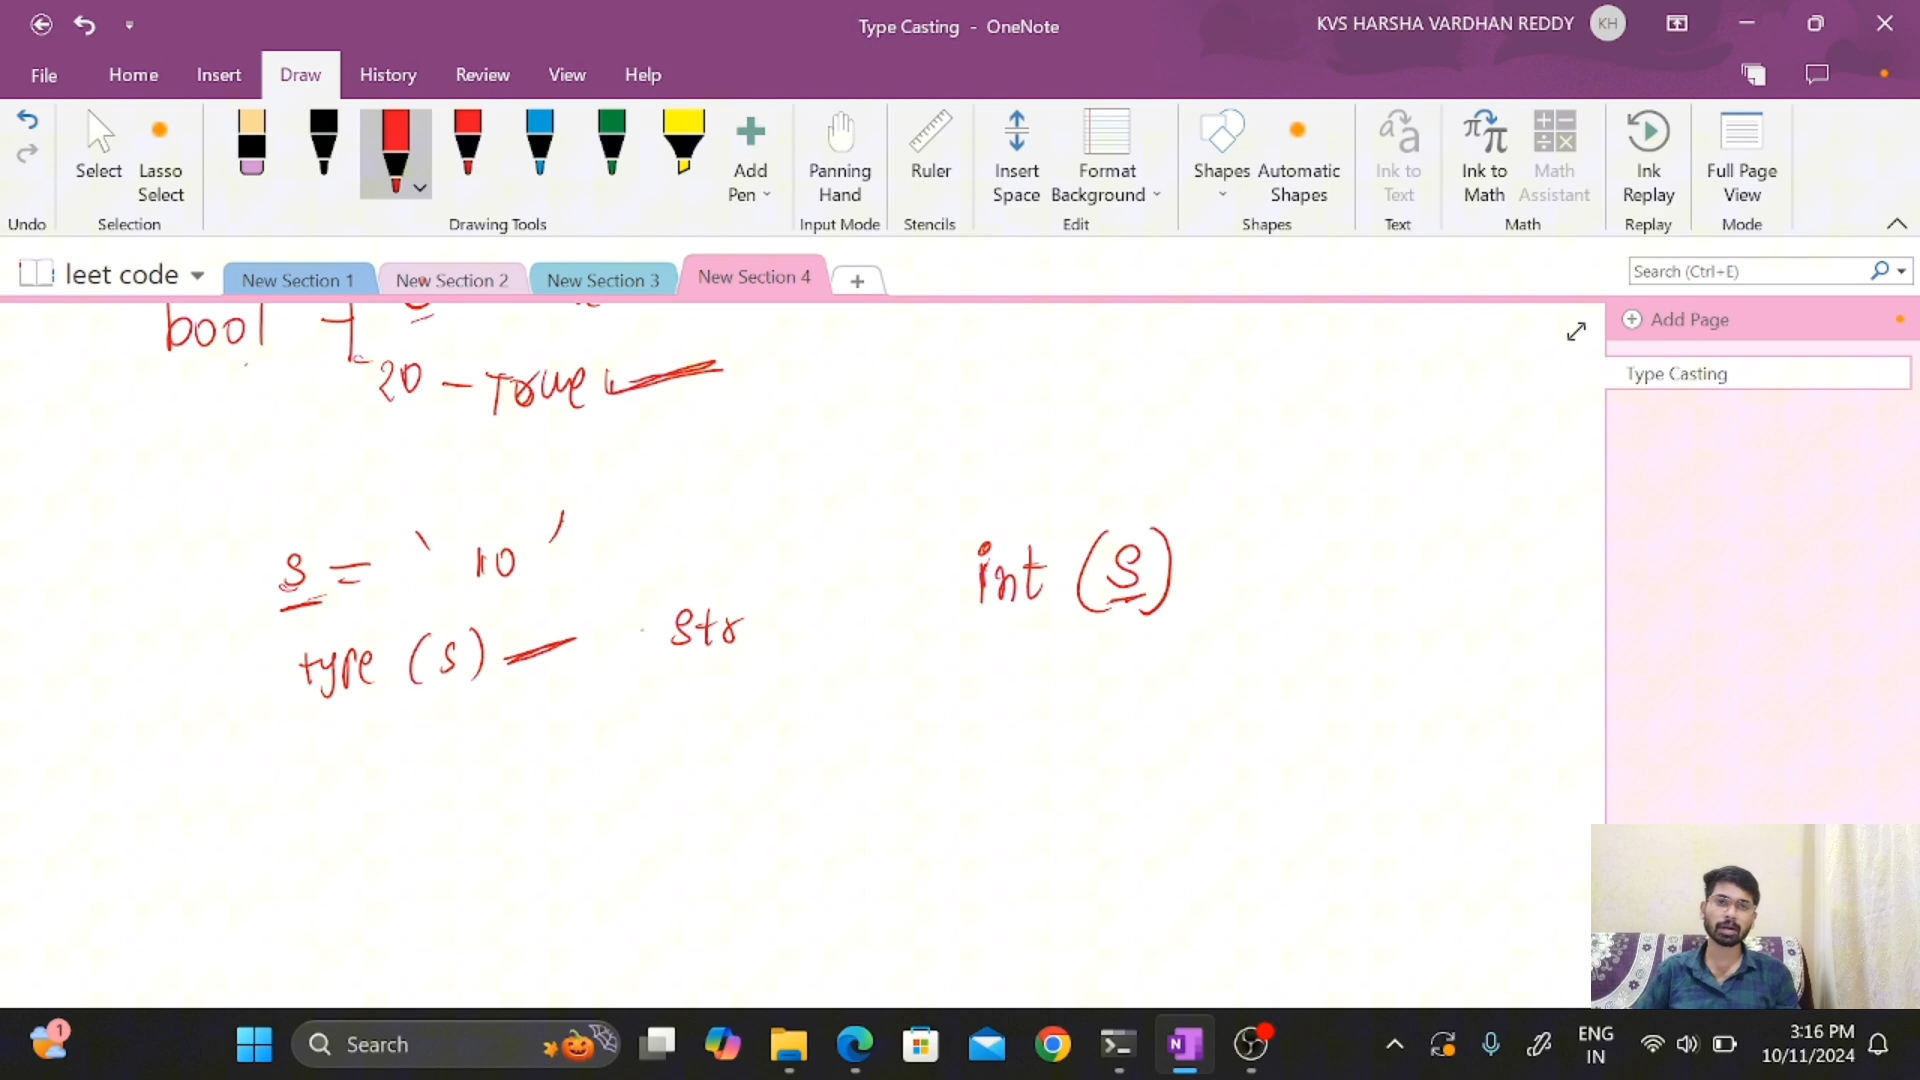 Type Casting - OneNote
KVS HARSHA VARDHAN REDDY KH
File Home Insert Draw History Review View Help
Select Lasso Select Add Pen Panning Hand Ruler Insert Space Format Background Shapes Automatic Shapes Ink to Text Ink to Math Math Assistant Ink Replay Full Page View
Undo Selection Drawing Tools Input Mode Stencils Edit Shapes Text Math Replay Mode
leet code New Section 1 New Section 2 New Section 3 New Section 4 Search (Ctrl+E)
Add Page
Type Casting
bool
20 - True
s = ' 10 '
int (s)
type (s) - str
1 Search ENG IN 3:16 PM 10/11/2024